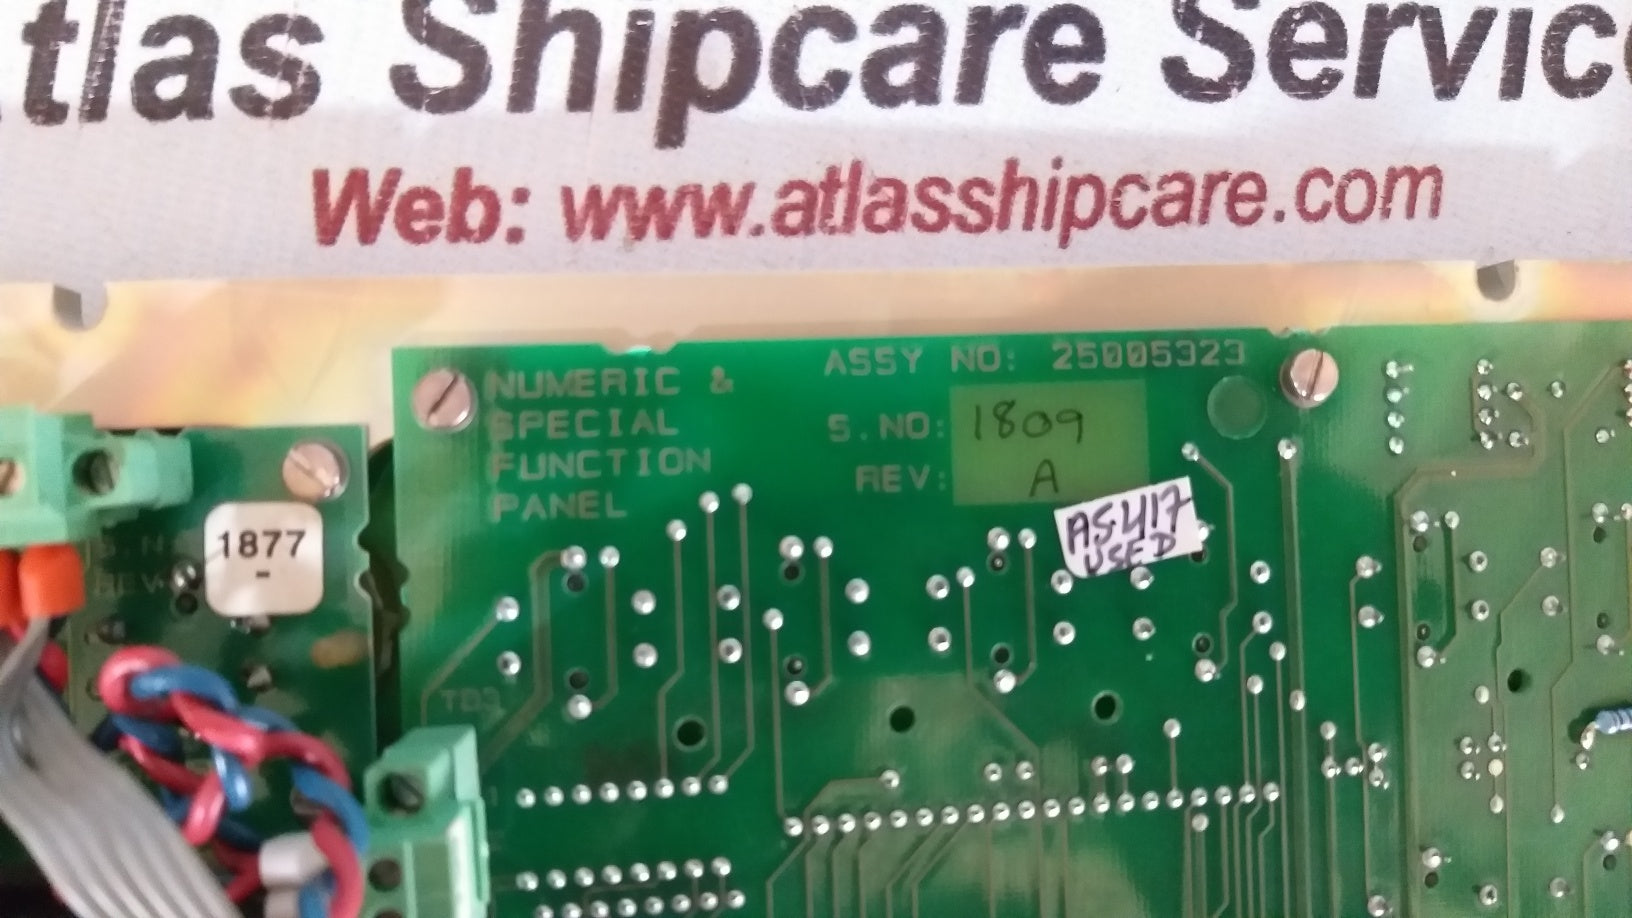 tlas Shipcare Servic
Web: www.atlasshipcare.com
NUMERIC &
SPECIAL
FUNCTION
PANEL
ASSY NO: 25005323
S.NO: 1809
REV: A
AS417
USED
S.N
REV
1877
-
TB3